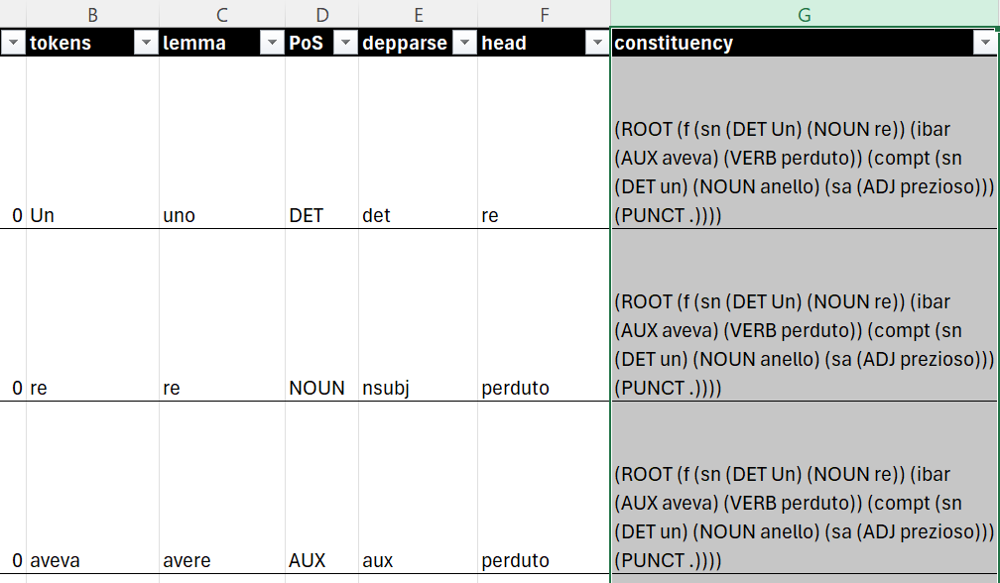 B C D E F G
tokens lemma PoS depparse head constituency
(ROOT (f (sn (DET Un) (NOUN re)) (ibar
(AUX aveva) (VERB perduto)) (compt (sn
(DET un) (NOUN anello) (sa (ADJ prezioso)))
0 Un uno DET det re (PUNCT .))))
(ROOT (f (sn (DET Un) (NOUN re)) (ibar
(AUX aveva) (VERB perduto)) (compt (sn
(DET un) (NOUN anello) (sa (ADJ prezioso)))
0 re re NOUN nsubj perduto (PUNCT .))))
(ROOT (f (sn (DET Un) (NOUN re)) (ibar
(AUX aveva) (VERB perduto)) (compt (sn
(DET un) (NOUN anello) (sa (ADJ prezioso)))
0 aveva avere AUX aux perduto (PUNCT .))))